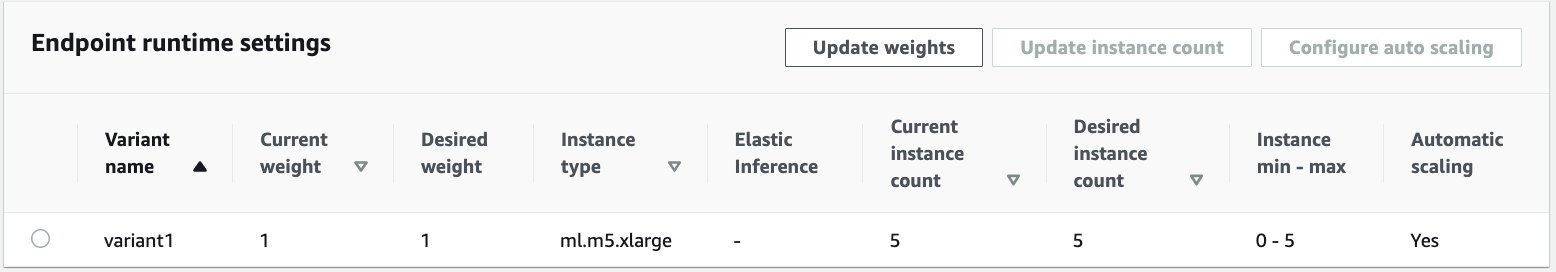 Endpoint runtime settings
Update weights
Update instance count
Configure auto scaling
Variant name
Current weight
Desired weight
Instance type
Elastic Inference
Current instance count
Desired instance count
Instance min - max
Automatic scaling
variant1 1 1 ml.m5.xlarge - 5 5 0 - 5 Yes